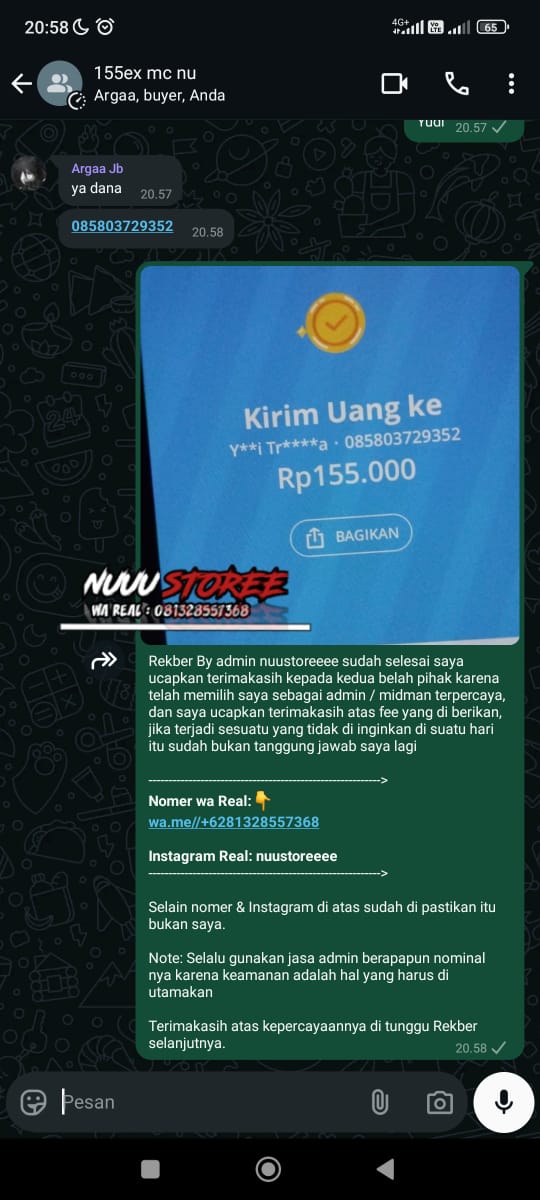 20:58
4G+
Vo
LTE
65
155ex mc nu
Argaa, buyer, Anda
Yudi
20.57
Argaa Jb
ya dana
20.57
085803729352
20.58
Kirim Uang ke
Y**i Tr****a · 085803729352
Rp155.000
BAGIKAN
NUUU STOREE
WA REAL : 081328557368
Rekber By admin nuustoreeee sudah selesai saya
ucapkan terimakasih kepada kedua belah pihak karena
telah memilih saya sebagai admin / midman terpercaya,
dan saya ucapkan terimakasih atas fee yang di berikan,
jika terjadi sesuatu yang tidak di inginkan di suatu hari
itu sudah bukan tanggung jawab saya lagi
---------------------------------------------------------->
Nomer wa Real:👇
wa.me//+6281328557368
Instagram Real: nuustoreeee
---------------------------------------------------------->
Selain nomer & Instagram di atas sudah di pastikan itu
bukan saya.
Note: Selalu gunakan jasa admin berapapun nominal
nya karena keamanan adalah hal yang harus di
utamakan
Terimakasih atas kepercayaannya di tunggu Rekber
selanjutnya.
20.58
Pesan